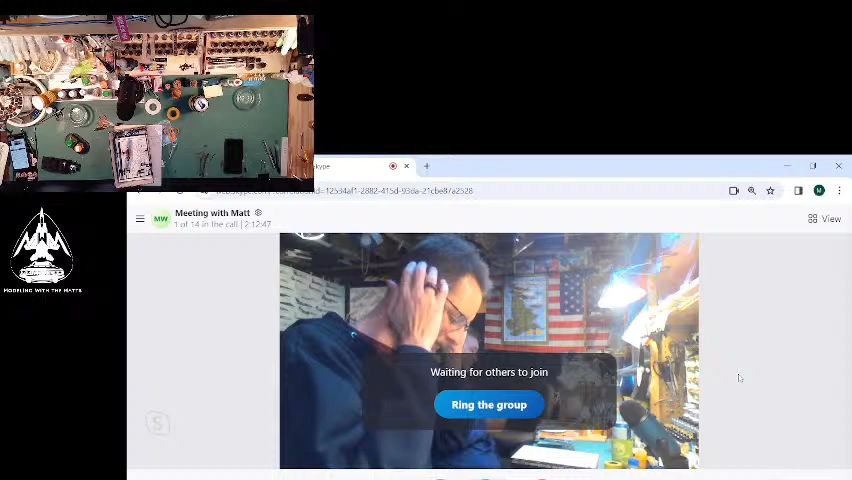 MODELING WITH THE MATTS
MW
Meeting with Matt
1 of 14 in the call | 2:12:47
View
M
Waiting for others to join
Ring the group